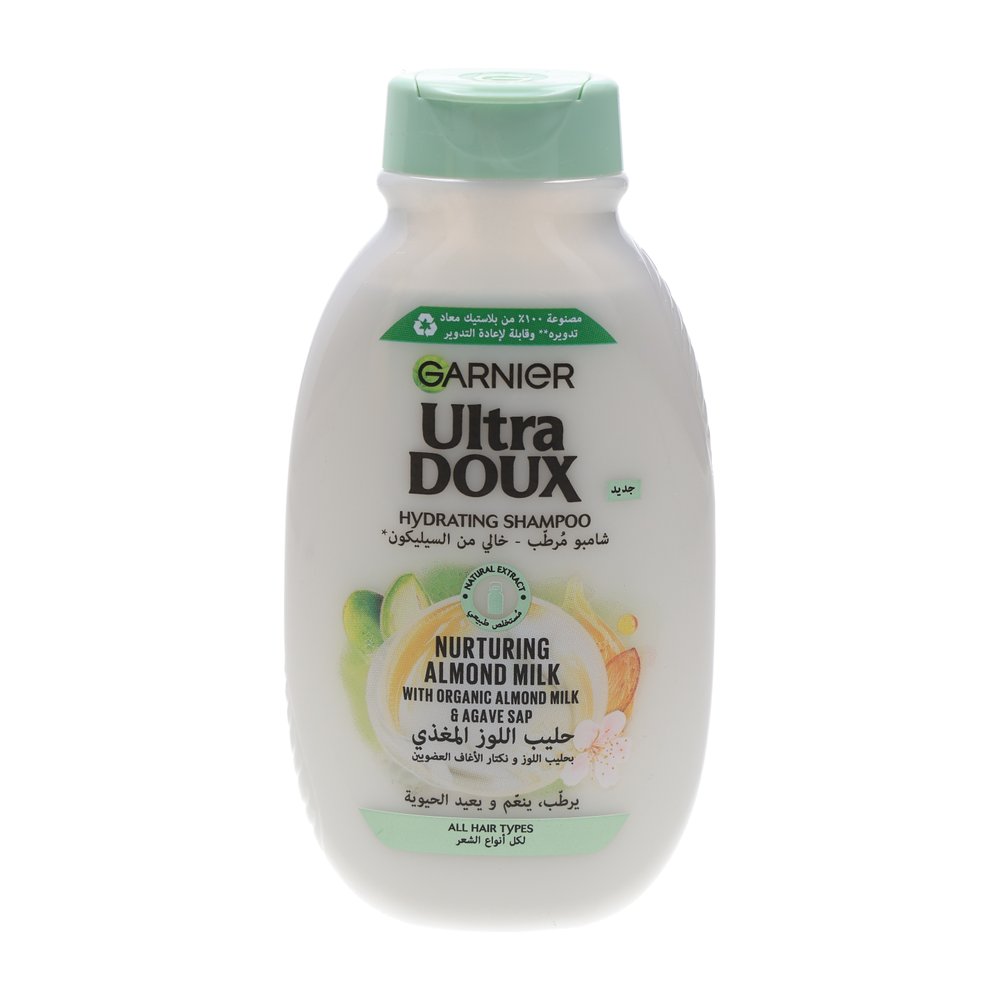 مصنوعة ١٠٠٪ من بلاستيك معاد
تدويره** وقابلة لإعادة التدوير
GARNIER
Ultra
DOUX
جديد
HYDRATING SHAMPOO
شامبو مُرطّب - خالي من السيليكون*
NATURAL EXTRACT
مُستخلص طبيعي
NURTURING
ALMOND MILK
WITH ORGANIC ALMOND MILK
& AGAVE SAP
حليب اللوز المغذي
بحليب اللوز و نكتار الأغاف العضويين
يرطّب، ينعّم و يعيد الحيوية
ALL HAIR TYPES
لكل أنواع الشعر